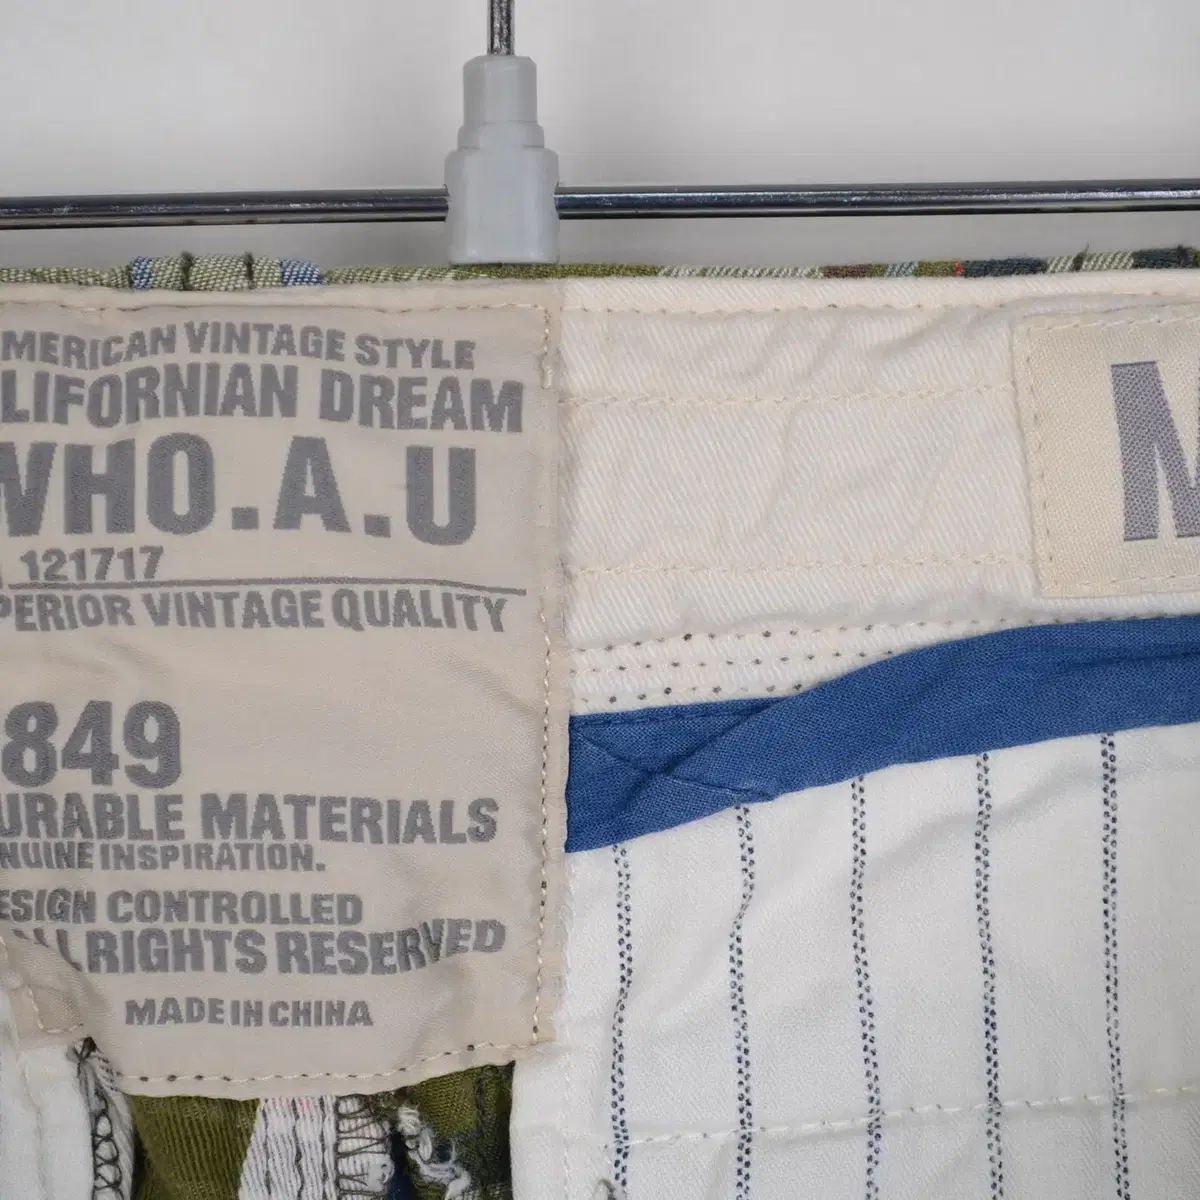 MERICAN VINTAGE STYLE
LIFORNIAN DREAM
WHO.A.U
121717
PERIOR VINTAGE QUALITY
849
URABLE MATERIALS
NUINE INSPIRATION.
ESIGN CONTROLLED
ALL RIGHTS RESERVED
MADE IN CHINA
M